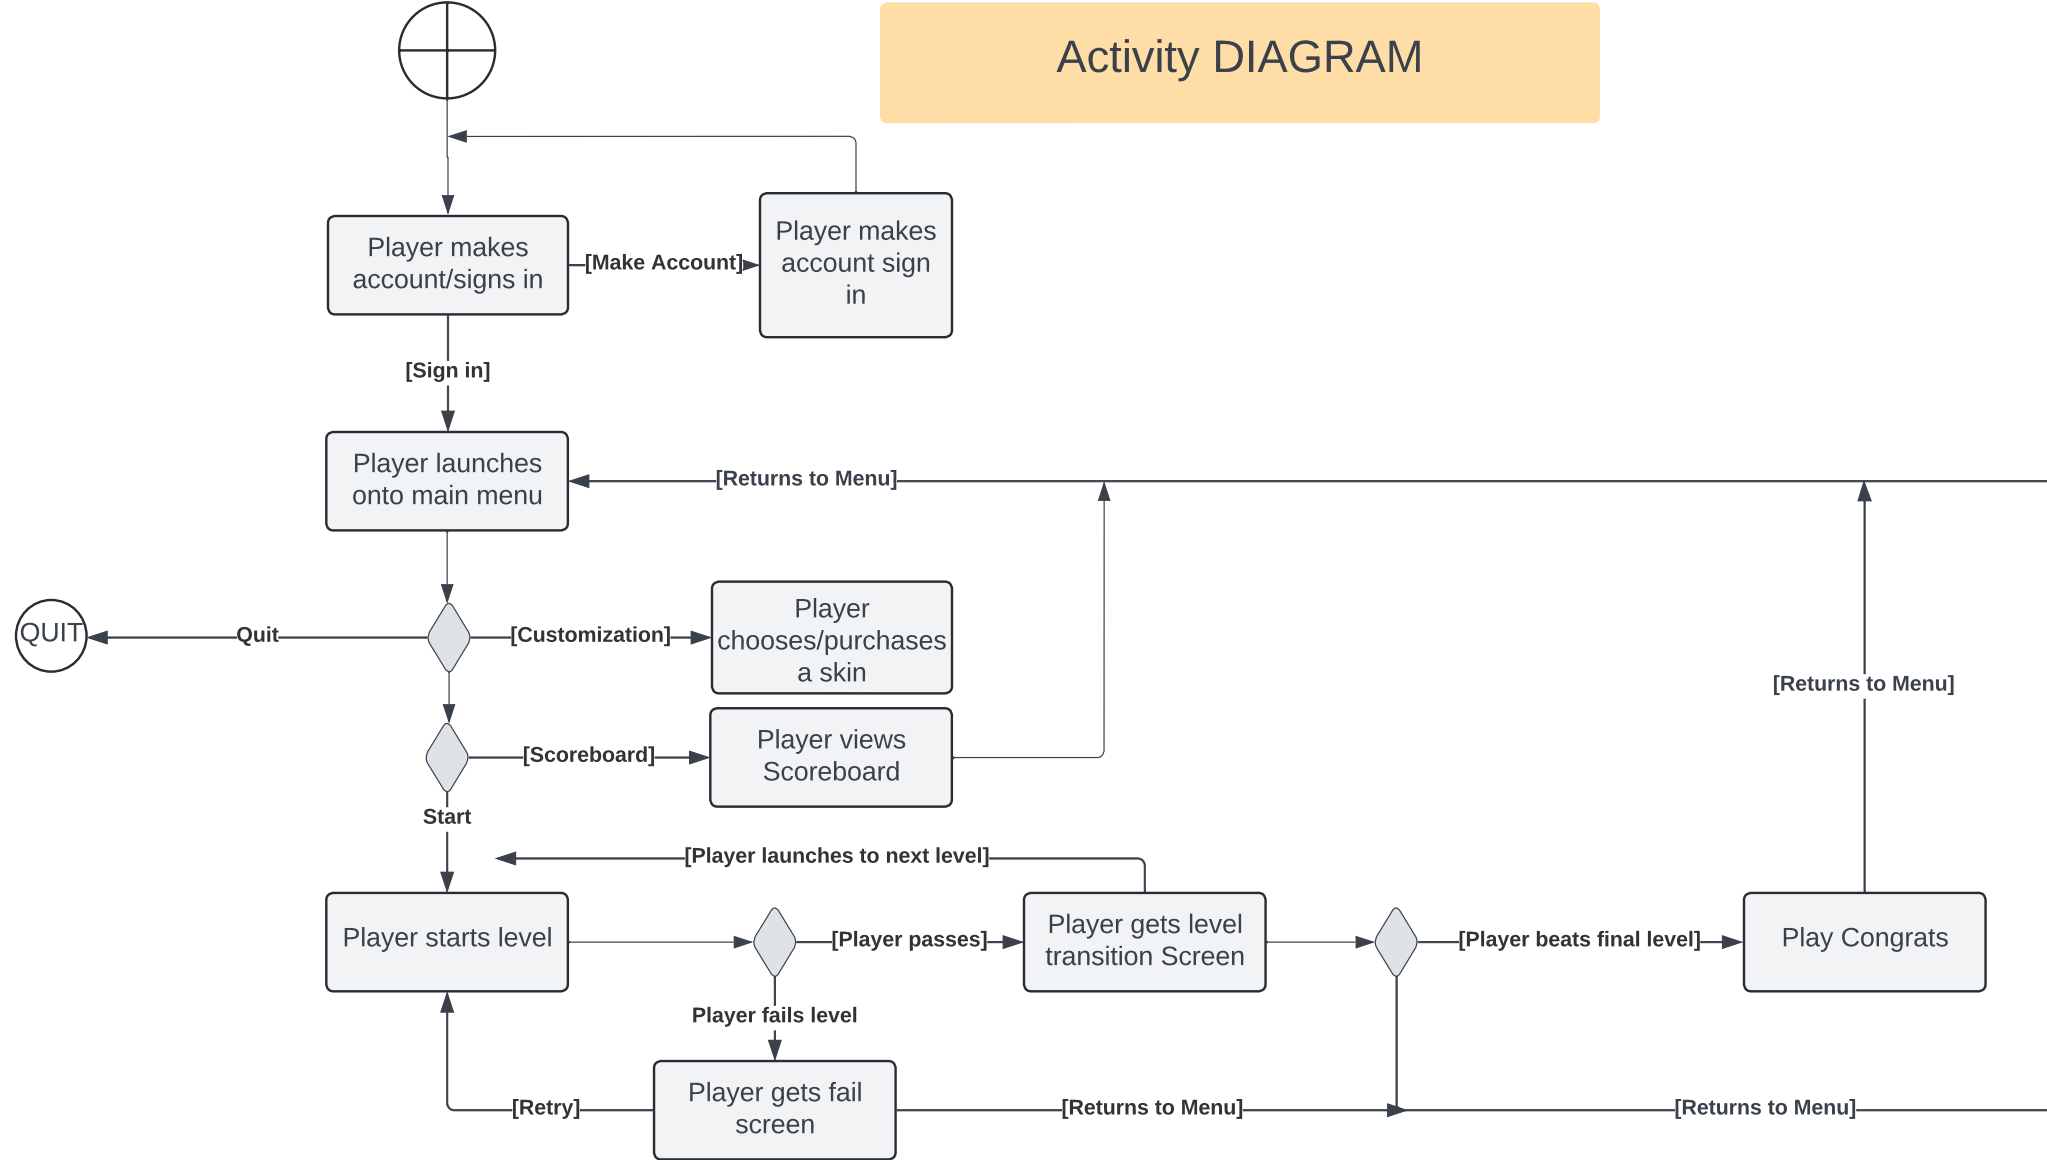 Activity DIAGRAM
Player makes
account/signs in
[Make Account]
Player makes
account sign
in
[Sign in]
Player launches
onto main menu
[Returns to Menu]
QUIT
Quit
[Customization]
Player
chooses/purchases
a skin
[Returns to Menu]
[Scoreboard]
Player views
Scoreboard
Start
[Player launches to next level]
Player starts level
[Player passes]
Player gets level
transition Screen
[Player beats final level]
Play Congrats
Player fails level
[Retry]
Player gets fail
screen
[Returns to Menu]
[Returns to Menu]